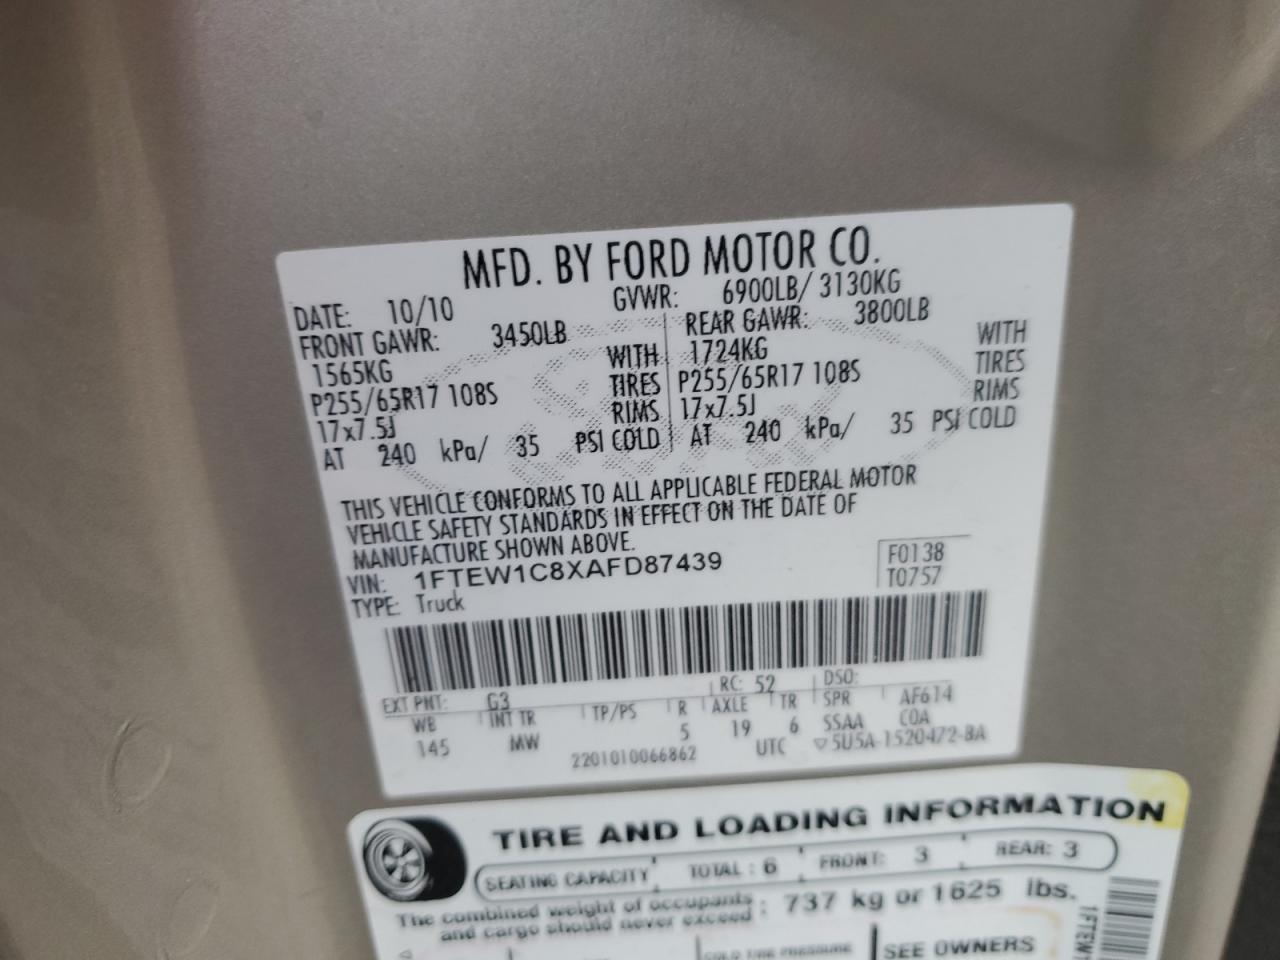 MFD. BY FORD MOTOR CO.
DATE: 10/10 GVWR: 6900LB/ 3130KG
FRONT GAWR: 3450LB REAR GAWR: 3800LB
1565KG WITH 1724KG WITH
P255/65R17 108S TIRES P255/65R17 108S TIRES
17x7.5J RIMS 17x7.5J RIMS
AT 240 kPa/ 35 PSI COLD AT 240 kPa/ 35 PSI COLD
THIS VEHICLE CONFORMS TO ALL APPLICABLE FEDERAL MOTOR
VEHICLE SAFETY STANDARDS IN EFFECT ON THE DATE OF
MANUFACTURE SHOWN ABOVE.
VIN: 1FTEW1C8XAFD87439 F0138
TYPE: Truck T0757
EXT PNT: G3 RC: 52 DSO:
WB INT TR TP/PS R AXLE TR SPR AF614
145 MW 5 19 6 SSAA COA
2201010066862 UTC ▽5U5A-1520472-BA
TIRE AND LOADING INFORMATION
SEATING CAPACITY TOTAL : 6 FRONT: 3 REAR: 3
The combined weight of occupants
and cargo should never exceed : 737 kg or 1625 lbs.
COLD TIRE PRESSURE SEE OWNERS
1FTEW1